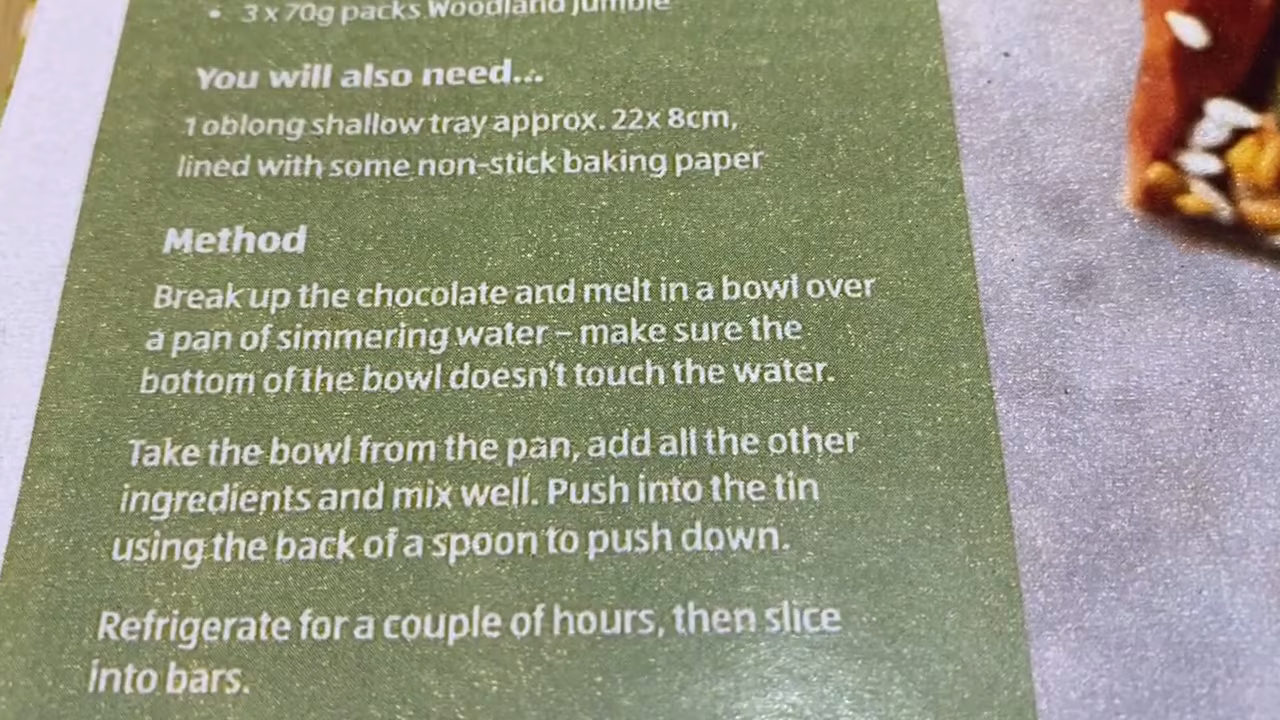 • 3 x 70g packs Woodland Jumble
You will also need...
1 oblong shallow tray approx. 22x 8cm,
lined with some non-stick baking paper
Method
Break up the chocolate and melt in a bowl over
a pan of simmering water – make sure the
bottom of the bowl doesn't touch the water.
Take the bowl from the pan, add all the other
ingredients and mix well. Push into the tin
using the back of a spoon to push down.
Refrigerate for a couple of hours, then slice
into bars.